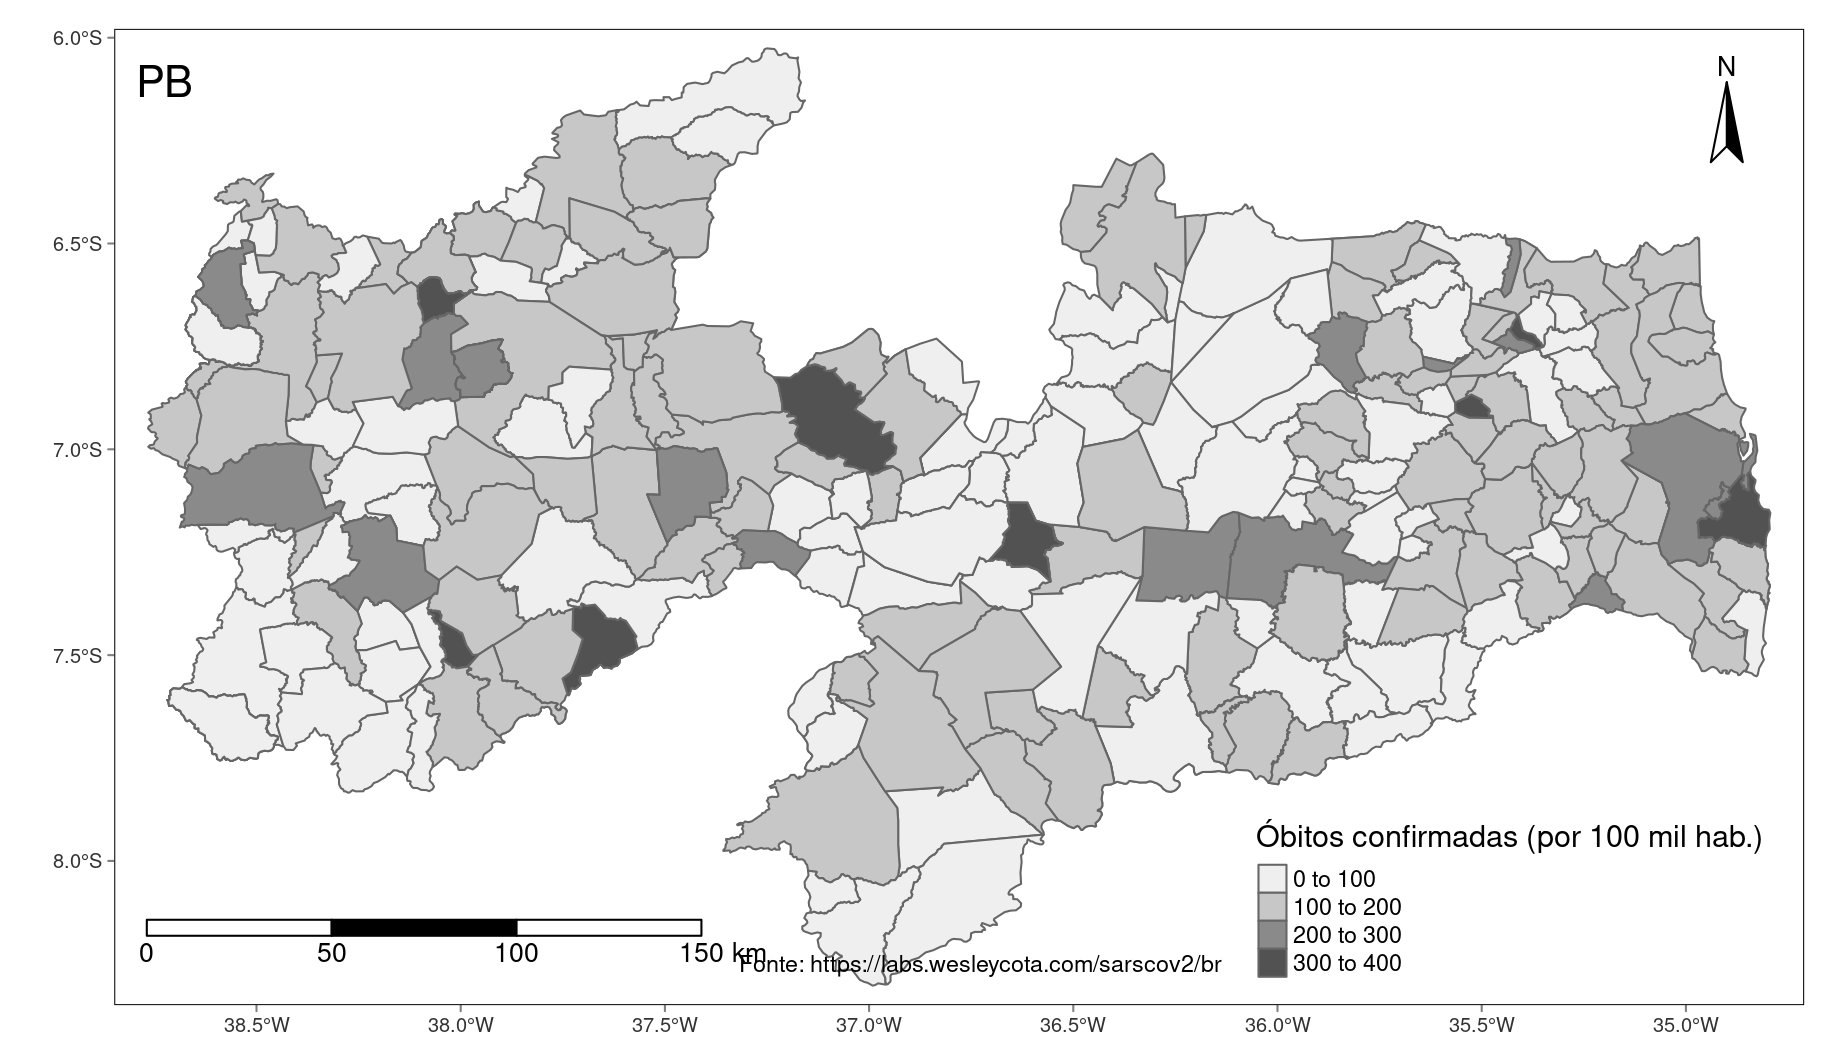 PB
N
6.0°S
6.5°S
7.0°S
7.5°S
8.0°S
Óbitos confirmadas (por 100 mil hab.)
0 to 100
100 to 200
200 to 300
300 to 400
0 50 100 150 km
Fonte: https://labs.wesleycota.com/sarscov2/br
38.5°W 38.0°W 37.5°W 37.0°W 36.5°W 36.0°W 35.5°W 35.0°W